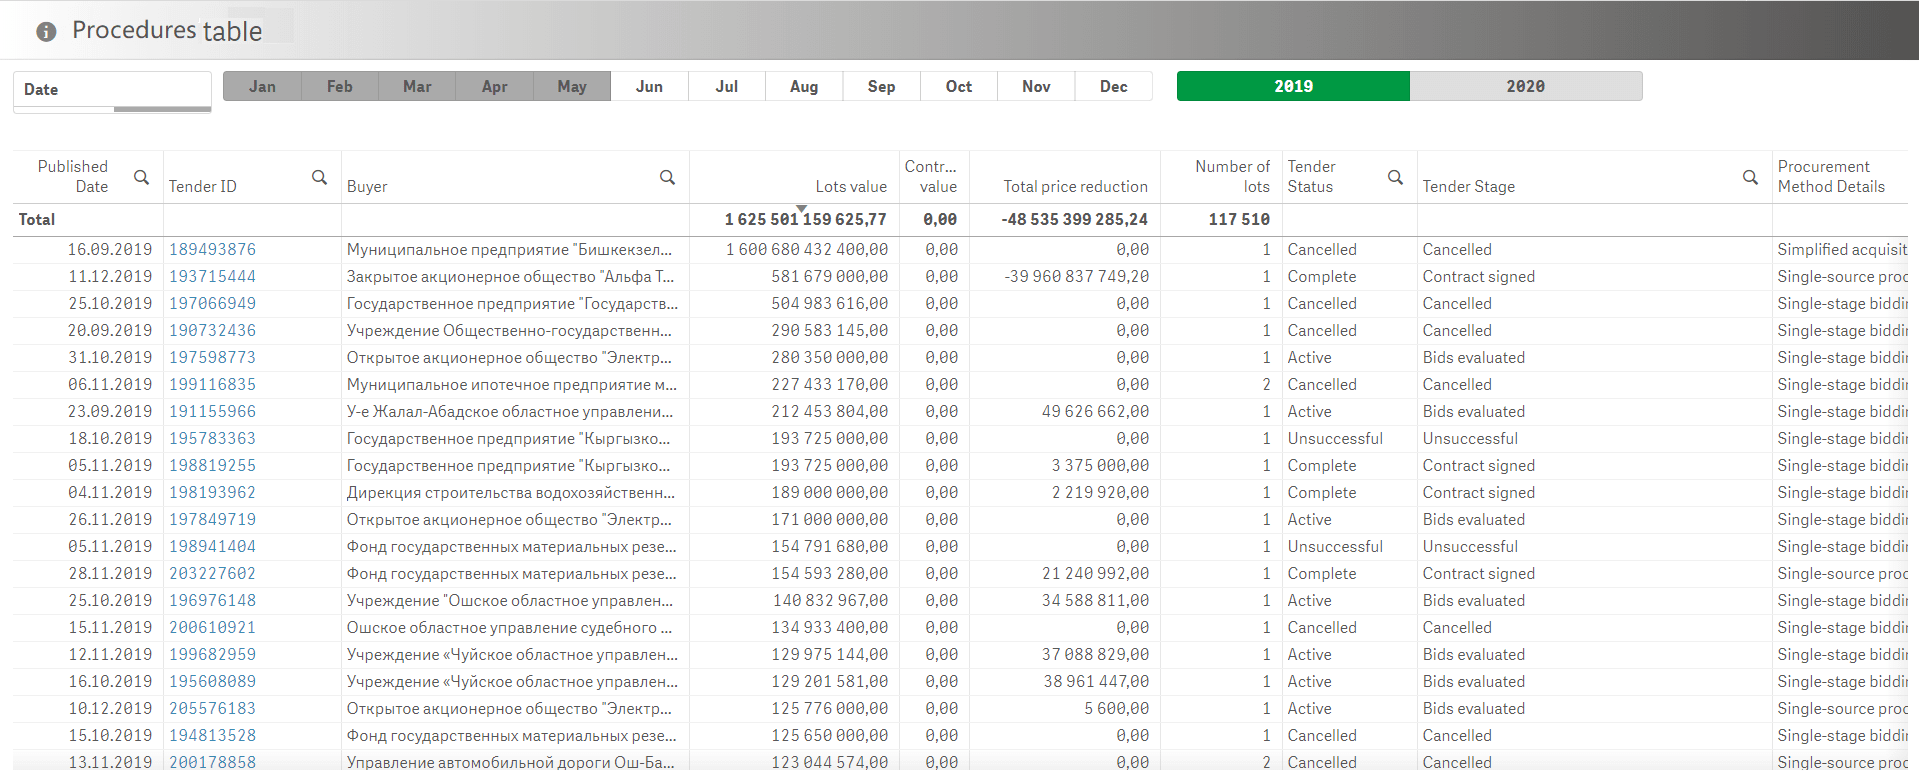 Procedures table
Date
Jan Feb Mar Apr May Jun Jul Aug Sep Oct Nov Dec
2019 2020
Published Date Tender ID Buyer Lots value Contr... value Total price reduction Number of lots Tender Status Tender Stage Procurement Method Details
Total 1 625 501 159 625,77 0,00 -48 535 399 285,24 117 510
16.09.2019 189493876 Муниципальное предприятие "Бишкекзел... 1 600 680 432 400,00 0,00 0,00 1 Cancelled Cancelled Simplified acquisit
11.12.2019 193715444 Закрытое акционерное общество "Альфа Т... 581 679 000,00 0,00 -39 960 837 749,20 1 Complete Contract signed Single-source proc
25.10.2019 197066949 Государственное предприятие "Государств... 504 983 616,00 0,00 0,00 1 Cancelled Cancelled Single-stage biddi
20.09.2019 190732436 Учреждение Общественно-государственн... 290 583 145,00 0,00 0,00 1 Cancelled Cancelled Single-stage biddi
31.10.2019 197598773 Открытое акционерное общество "Электр... 280 350 000,00 0,00 0,00 1 Active Bids evaluated Single-stage biddi
06.11.2019 199116835 Муниципальное ипотечное предприятие м... 227 433 170,00 0,00 0,00 2 Cancelled Cancelled Single-stage biddi
23.09.2019 191155966 У-е Жалал-Абадское областное управлени... 212 453 804,00 0,00 49 626 662,00 1 Active Bids evaluated Single-stage biddi
18.10.2019 195783363 Государственное предприятие "Кыргызко... 193 725 000,00 0,00 0,00 1 Unsuccessful Unsuccessful Single-stage biddi
05.11.2019 198819255 Государственное предприятие "Кыргызко... 193 725 000,00 0,00 3 375 000,00 1 Complete Contract signed Single-stage biddi
04.11.2019 198193962 Дирекция строительства водохозяйственн... 189 000 000,00 0,00 2 219 920,00 1 Complete Contract signed Single-stage biddi
26.11.2019 197849719 Открытое акционерное общество "Электр... 171 000 000,00 0,00 0,00 1 Active Bids evaluated Single-stage biddi
05.11.2019 198941404 Фонд государственных материальных резе... 154 791 680,00 0,00 0,00 1 Unsuccessful Unsuccessful Single-stage biddi
28.11.2019 203227602 Фонд государственных материальных резе... 154 593 280,00 0,00 21 240 992,00 1 Complete Contract signed Single-source proc
25.10.2019 196976148 Учреждение "Ошское областное управлен... 140 832 967,00 0,00 34 588 811,00 1 Active Bids evaluated Single-stage biddi
15.11.2019 200610921 Ошское областное управление судебного ... 134 933 400,00 0,00 0,00 1 Cancelled Cancelled Single-stage biddi
12.11.2019 199682959 Учреждение «Чуйское областное управлен... 129 975 144,00 0,00 37 088 829,00 1 Active Bids evaluated Single-stage biddi
16.10.2019 195608089 Учреждение «Чуйское областное управлен... 129 201 581,00 0,00 38 961 447,00 1 Active Bids evaluated Single-stage biddi
10.12.2019 205576183 Открытое акционерное общество "Электр... 125 776 000,00 0,00 5 600,00 1 Active Bids evaluated Single-source proc
15.10.2019 194813528 Фонд государственных материальных резе... 125 650 000,00 0,00 0,00 1 Cancelled Cancelled Single-stage biddi
13.11.2019 200178858 Управление автомобильной дороги Ош-Ба... 123 044 574,00 0,00 0,00 2 Cancelled Cancelled Single-stage biddi